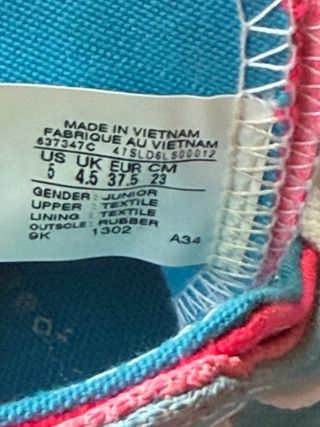 MADE IN VIETNAM
FABRIQUE AU VIETNAM
637347C 47SLD6LS00012
US UK EUR CM
5 4.5 37.5 23
GENDER : JUNIOR
UPPER : TEXTILE
LINING : TEXTILE
OUTSOLE : RUBBER
9K 1302 A34